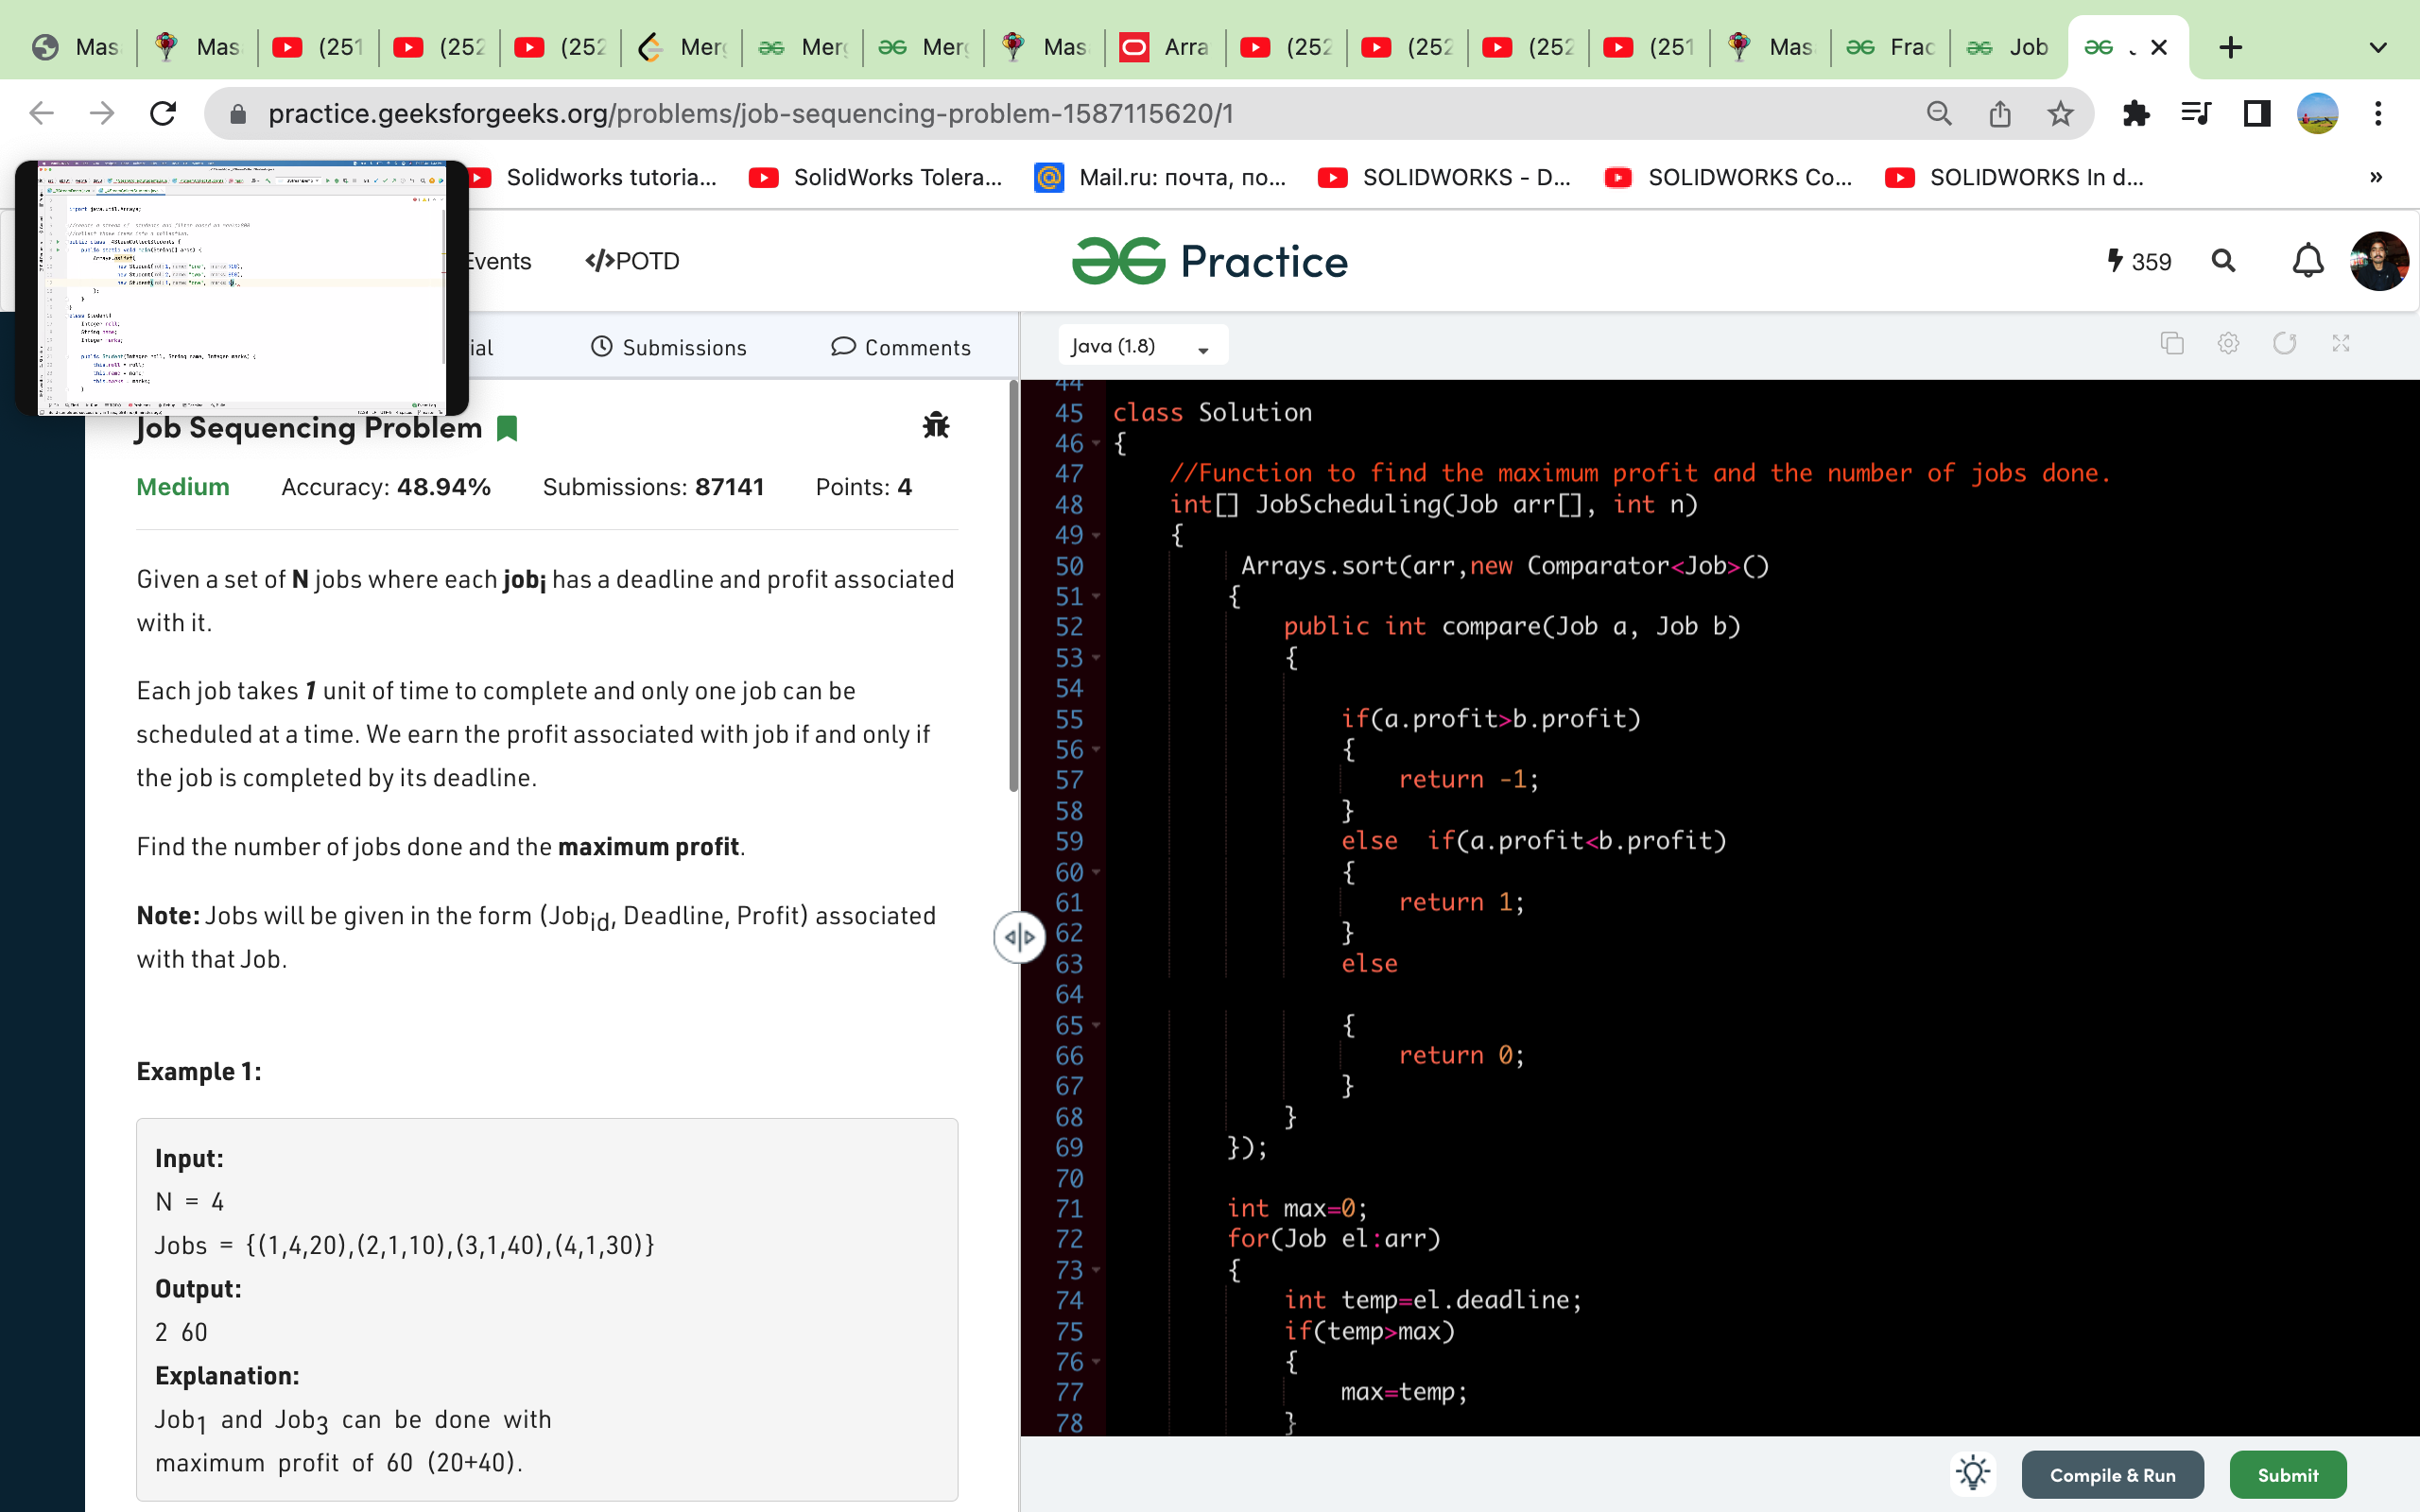 Mas
Mas
(251
(252
(252
Merg
Merg
Merg
Mas
Arra
(252
(252
(252
(251
Mas
Frac
Job
practice.geeksforgeeks.org/problems/job-sequencing-problem-1587115620/1
Solidworks tutoria...
SolidWorks Tolera...
Mail.ru: почта, по...
SOLIDWORKS - D...
SOLIDWORKS Co...
SOLIDWORKS In d...
»
Events
</>POTD
Practice
359
ial
Submissions
Comments
Java (1.8)
Job Sequencing Problem
Medium Accuracy: 48.94% Submissions: 87141 Points: 4
Given a set of N jobs where each jobi has a deadline and profit associated
with it.
Each job takes 1 unit of time to complete and only one job can be
scheduled at a time. We earn the profit associated with job if and only if
the job is completed by its deadline.
Find the number of jobs done and the maximum profit.
Note: Jobs will be given in the form (Jobid, Deadline, Profit) associated
with that Job.
Example 1:
Input:
N = 4
Jobs = {(1,4,20),(2,1,10),(3,1,40),(4,1,30)}
Output:
2 60
Explanation:
Job1 and Job3 can be done with
maximum profit of 60 (20+40).
44
45 class Solution
46 {
47 //Function to find the maximum profit and the number of jobs done.
48 int[] JobScheduling(Job arr[], int n)
49 {
50 Arrays.sort(arr,new Comparator<Job>()
51 {
52 public int compare(Job a, Job b)
53 {
54
55 if(a.profit>b.profit)
56 {
57 return -1;
58 }
59 else  if(a.profit<b.profit)
60 {
61 return 1;
62 }
63 else
64
65 {
66 return 0;
67 }
68 }
69 });
70
71 int max=0;
72 for(Job el:arr)
73 {
74 int temp=el.deadline;
75 if(temp>max)
76 {
77 max=temp;
78 }
Compile & Run
Submit